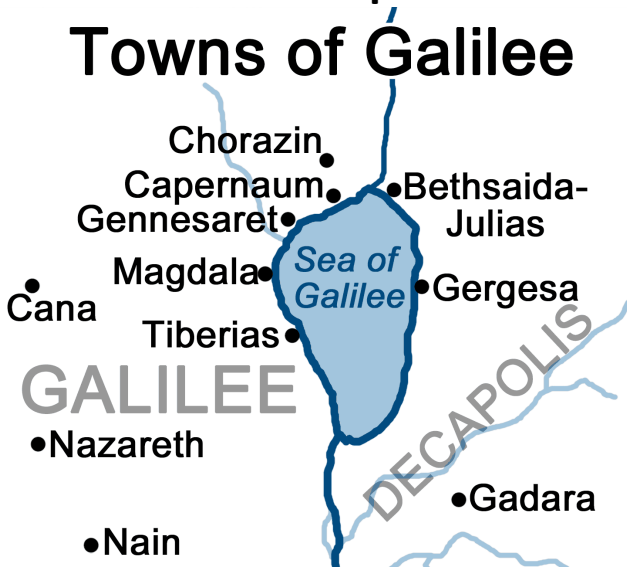 Towns of Galilee
Chorazin
Capernaum
Bethsaida-
Julias
Gennesaret
Sea of
Galilee
Magdala
Gergesa
Cana
Tiberias
GALILEE
DECAPOLIS
Nazareth
Gadara
Nain